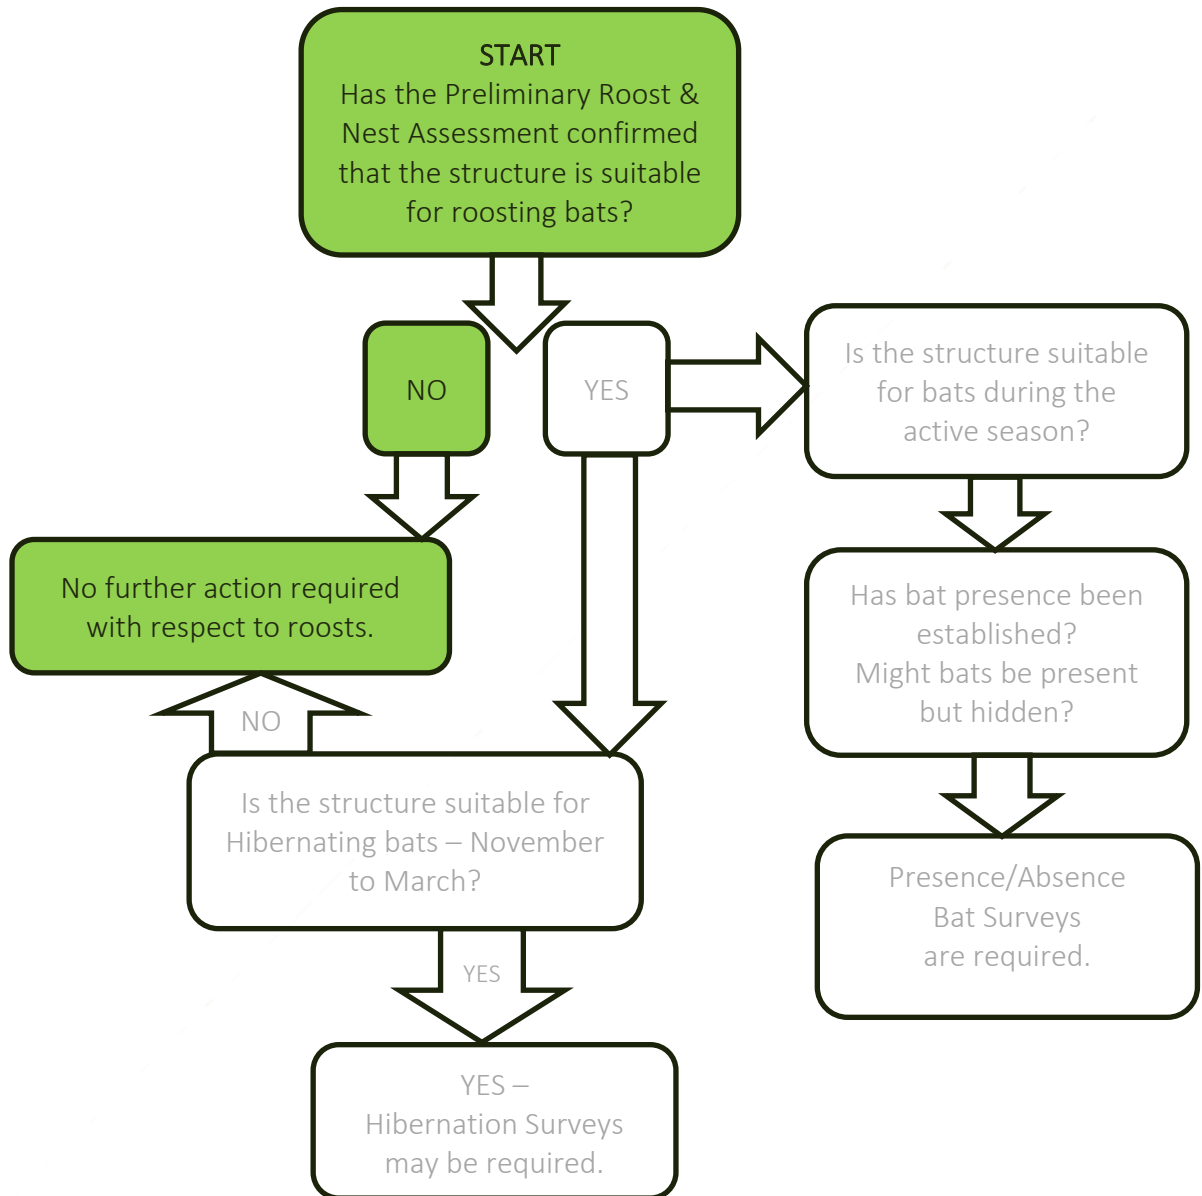 START
Has the Preliminary Roost &
Nest Assessment confirmed
that the structure is suitable
for roosting bats?
NO
YES
Is the structure suitable
for bats during the
active season?
No further action required
with respect to roosts.
Has bat presence been
established?
Might bats be present
but hidden?
NO
Is the structure suitable for
Hibernating bats – November
to March?
Presence/Absence
Bat Surveys
are required.
YES
YES –
Hibernation Surveys
may be required.